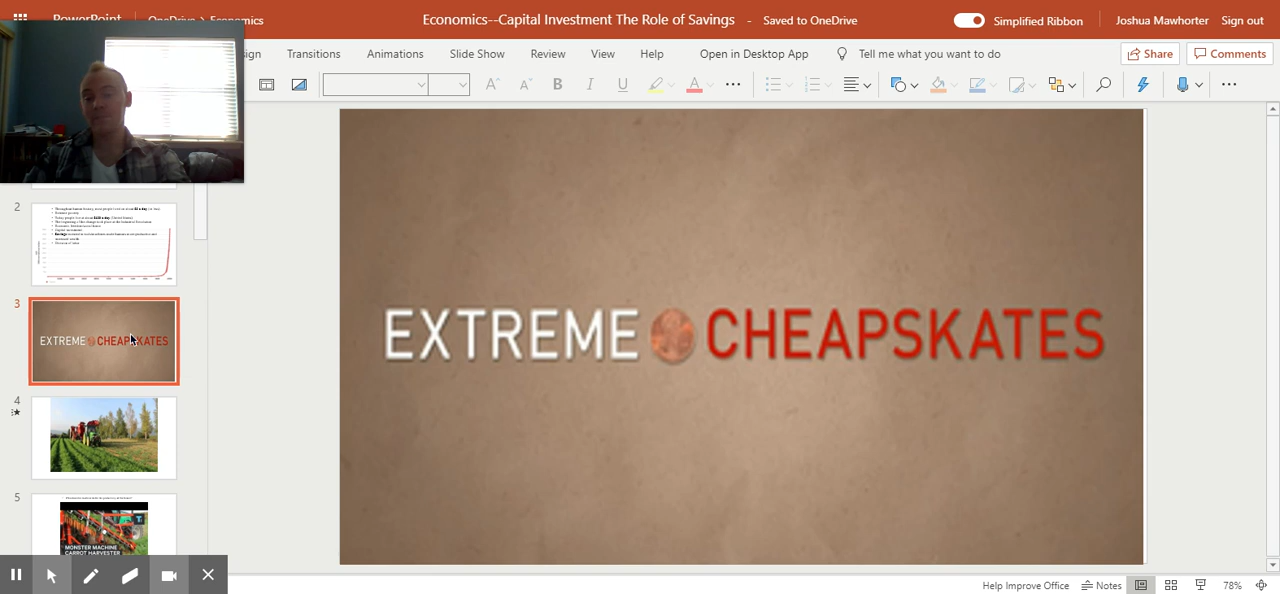 PowerPoint OneDrive > Economics
Economics--Capital Investment The Role of Savings - Saved to OneDrive
Simplified Ribbon
Joshua Mawhorter
Sign out
Transitions
Animations
Slide Show
Review
View
Help
Open in Desktop App
Tell me what you want to do
Share
Comments
2
3
EXTREME CHEAPSKATES
4
5
MONSTER MACHINE
CARROT HARVESTER
EXTREME CHEAPSKATES
Help Improve Office
Notes
78%